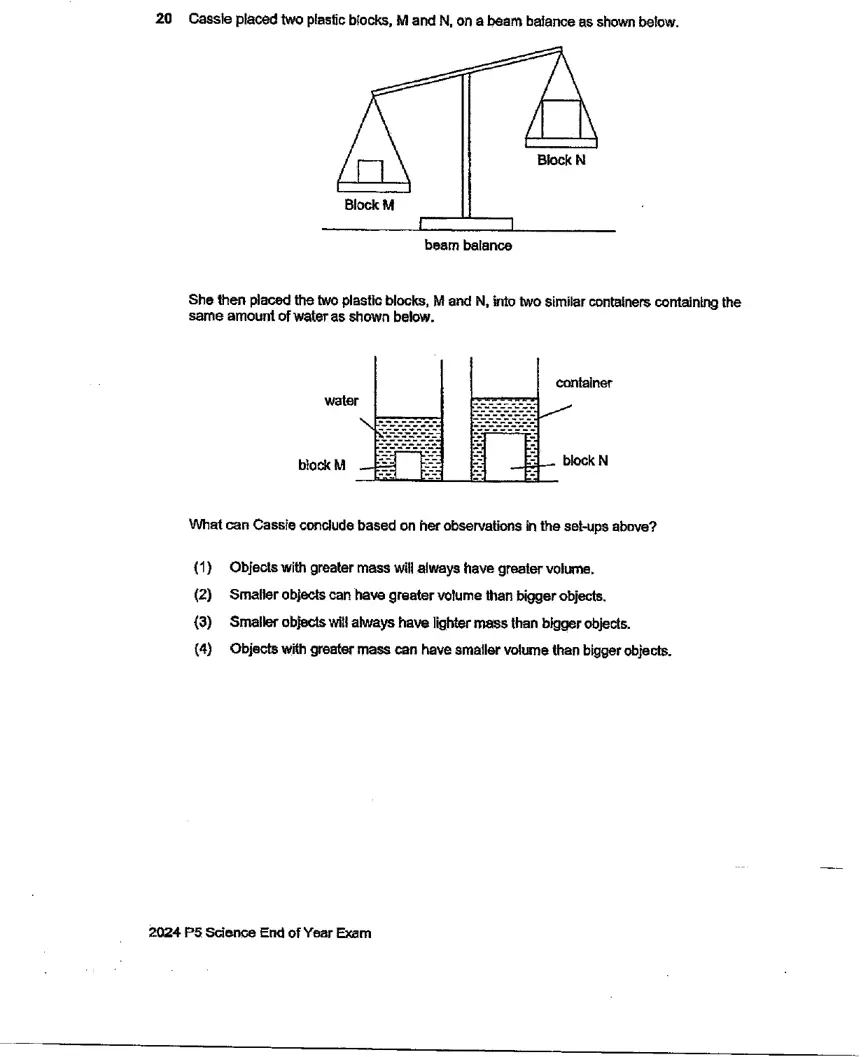 20 Cassie placed two plastic blocks, M and N, on a beam balance as shown below.
Block N
Block M
beam balance
She then placed the two plastic blocks, M and N, into two similar containers containing the
same amount of water as shown below.
container
water
block M
block N
What can Cassie conclude based on her observations in the set-ups above?
(1) Objects with greater mass will always have greater volume.
(2) Smaller objects can have greater volume than bigger objects.
(3) Smaller objects will always have lighter mass than bigger objects.
(4) Objects with greater mass can have smaller volume than bigger objects.
2024 P5 Science End of Year Exam